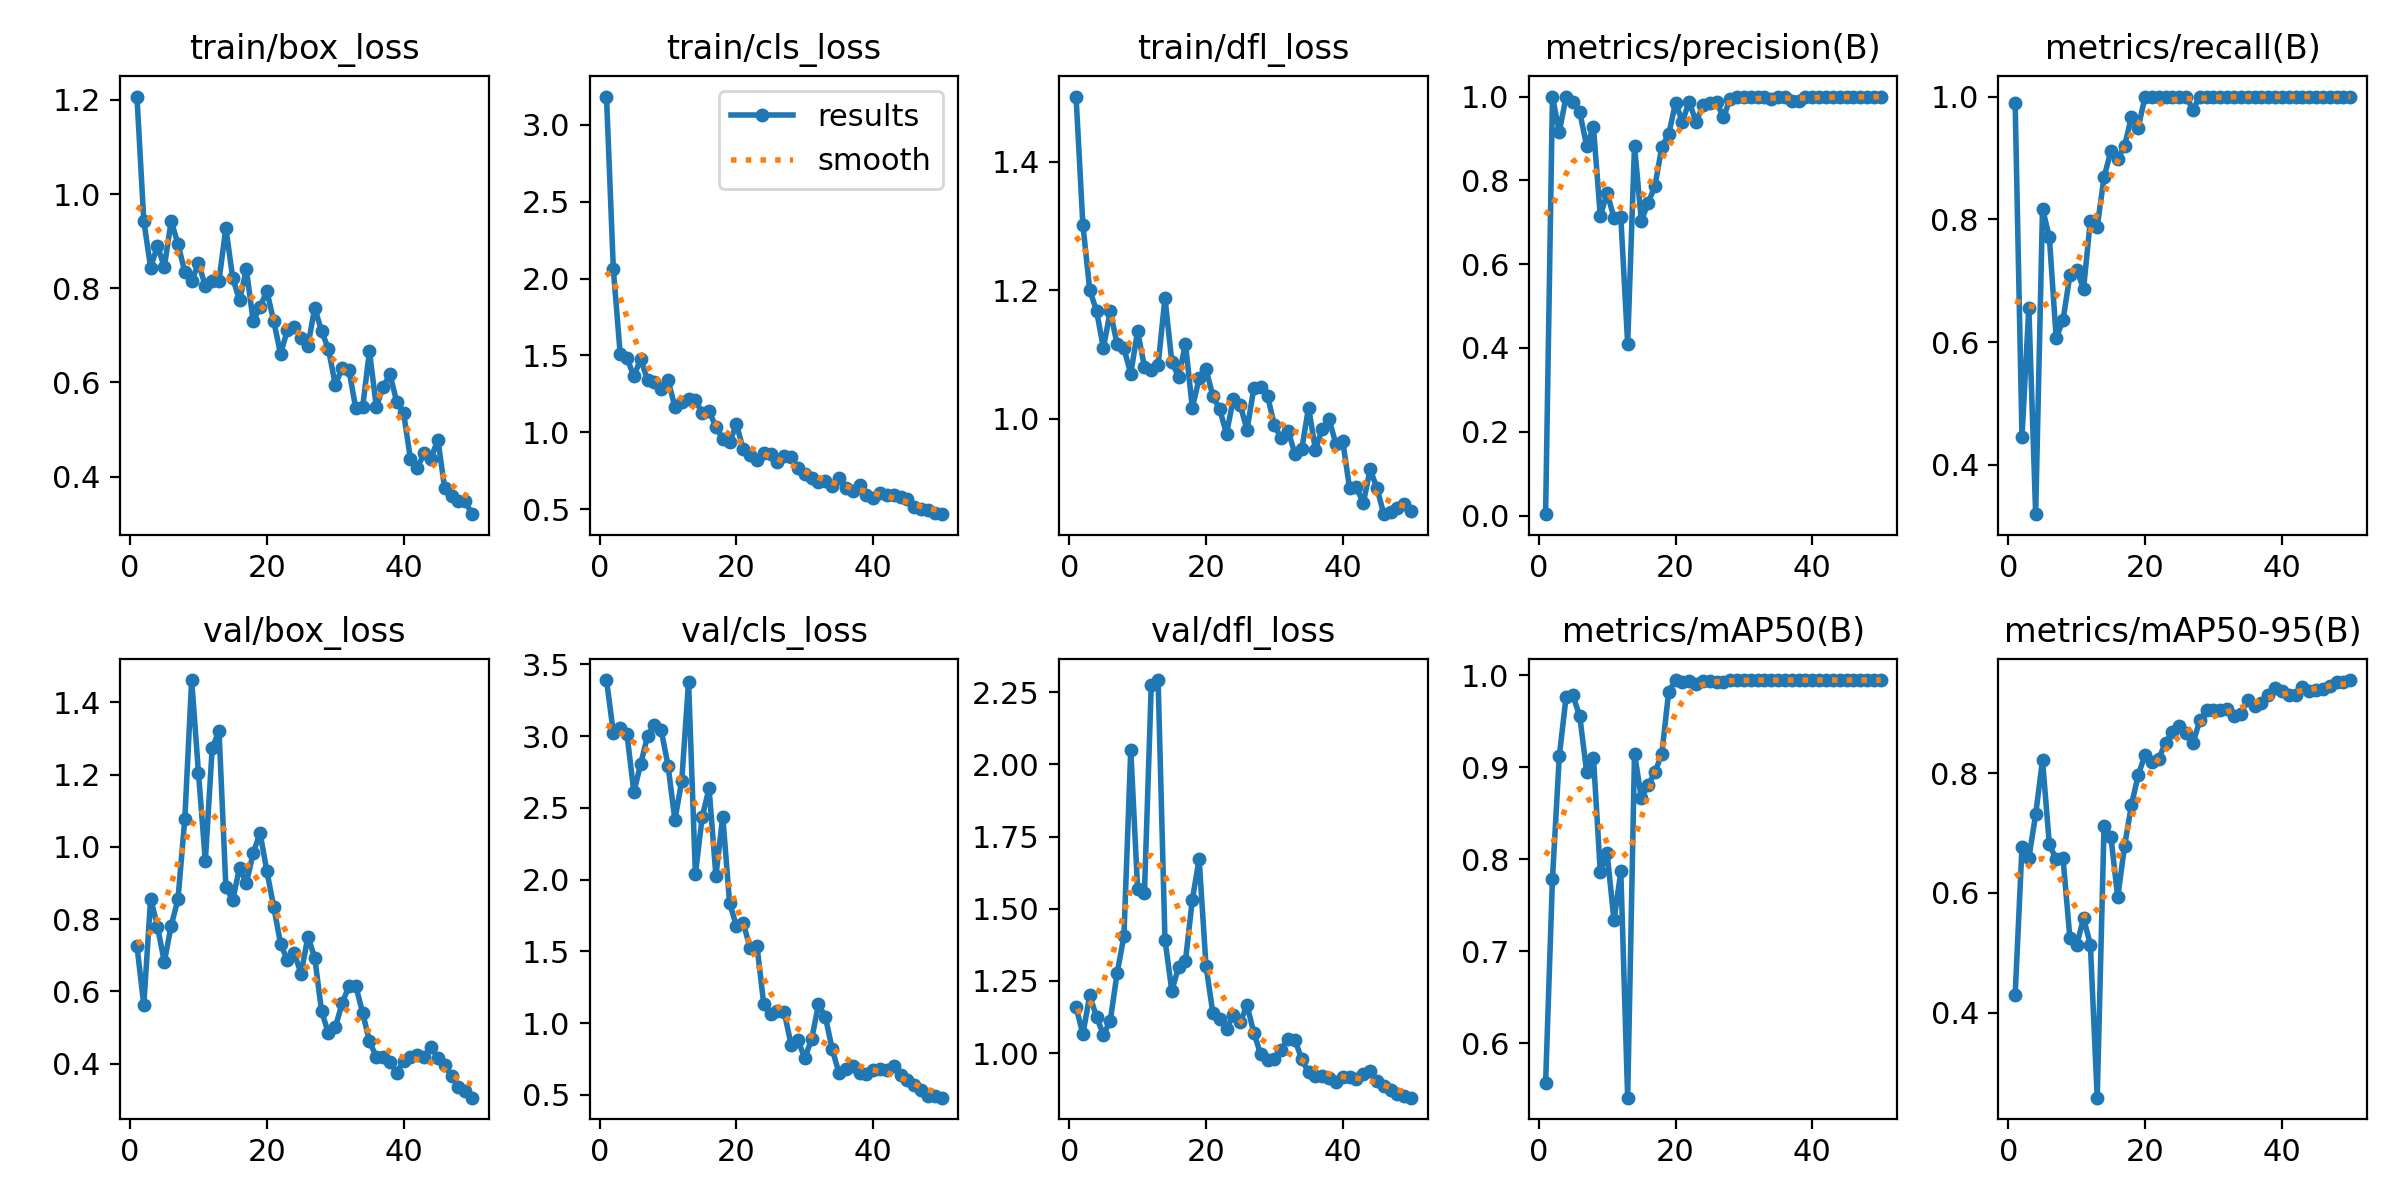 train/box_loss
1.2
1.0
0.8
0.6
0.4
0 20 40
train/cls_loss
results
smooth
3.0
2.5
2.0
1.5
1.0
0.5
0 20 40
train/dfl_loss
1.4
1.2
1.0
0 20 40
metrics/precision(B)
1.0
0.8
0.6
0.4
0.2
0.0
0 20 40
metrics/recall(B)
1.0
0.8
0.6
0.4
0 20 40
val/box_loss
1.4
1.2
1.0
0.8
0.6
0.4
0 20 40
val/cls_loss
3.5
3.0
2.5
2.0
1.5
1.0
0.5
0 20 40
val/dfl_loss
2.25
2.00
1.75
1.50
1.25
1.00
0 20 40
metrics/mAP50(B)
1.0
0.9
0.8
0.7
0.6
0 20 40
metrics/mAP50-95(B)
0.8
0.6
0.4
0 20 40